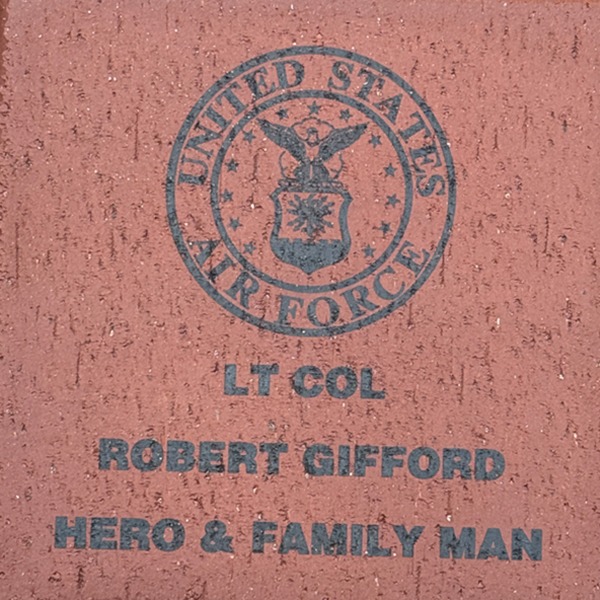 UNITED STATES
AIR FORCE
LT COL
ROBERT GIFFORD
HERO & FAMILY MAN